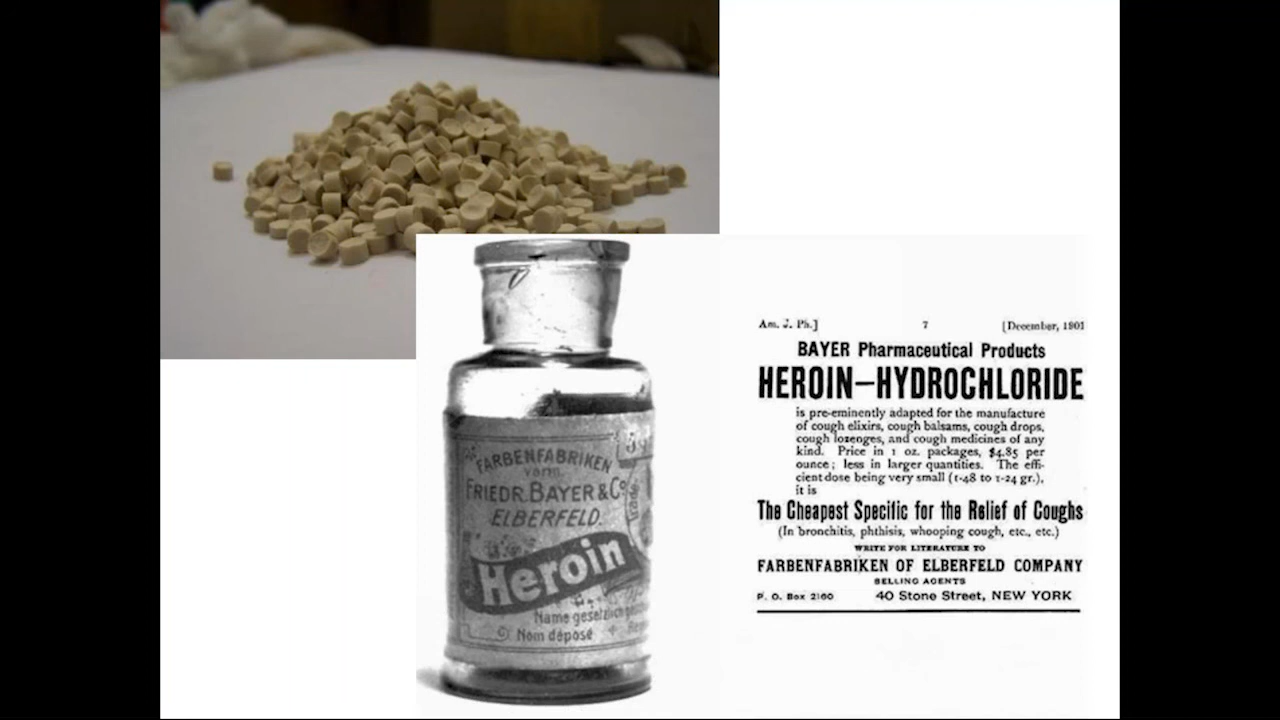 FARBENFABRIKEN
vorm.
FRIEDR. BAYER & Co
ELBERFELD.
Heroin
Name gesetzlich
Nom déposé
Am. J. Ph.] 7 [December, 1901
BAYER Pharmaceutical Products
HEROIN—HYDROCHLORIDE
is pre-eminently adapted for the manufacture
of cough elixirs, cough balsams, cough drops,
cough lozenges, and cough medicines of any
kind. Price in 1 oz. packages, $4.85 per
ounce; less in larger quantities. The effi-
cient dose being very small (1-48 to 1-24 gr.),
it is
The Cheapest Specific for the Relief of Coughs
(In bronchitis, phthisis, whooping cough, etc., etc.)
WRITE FOR LITERATURE TO
FARBENFABRIKEN OF ELBERFELD COMPANY
SELLING AGENTS
P. O. Box 2160 40 Stone Street, NEW YORK